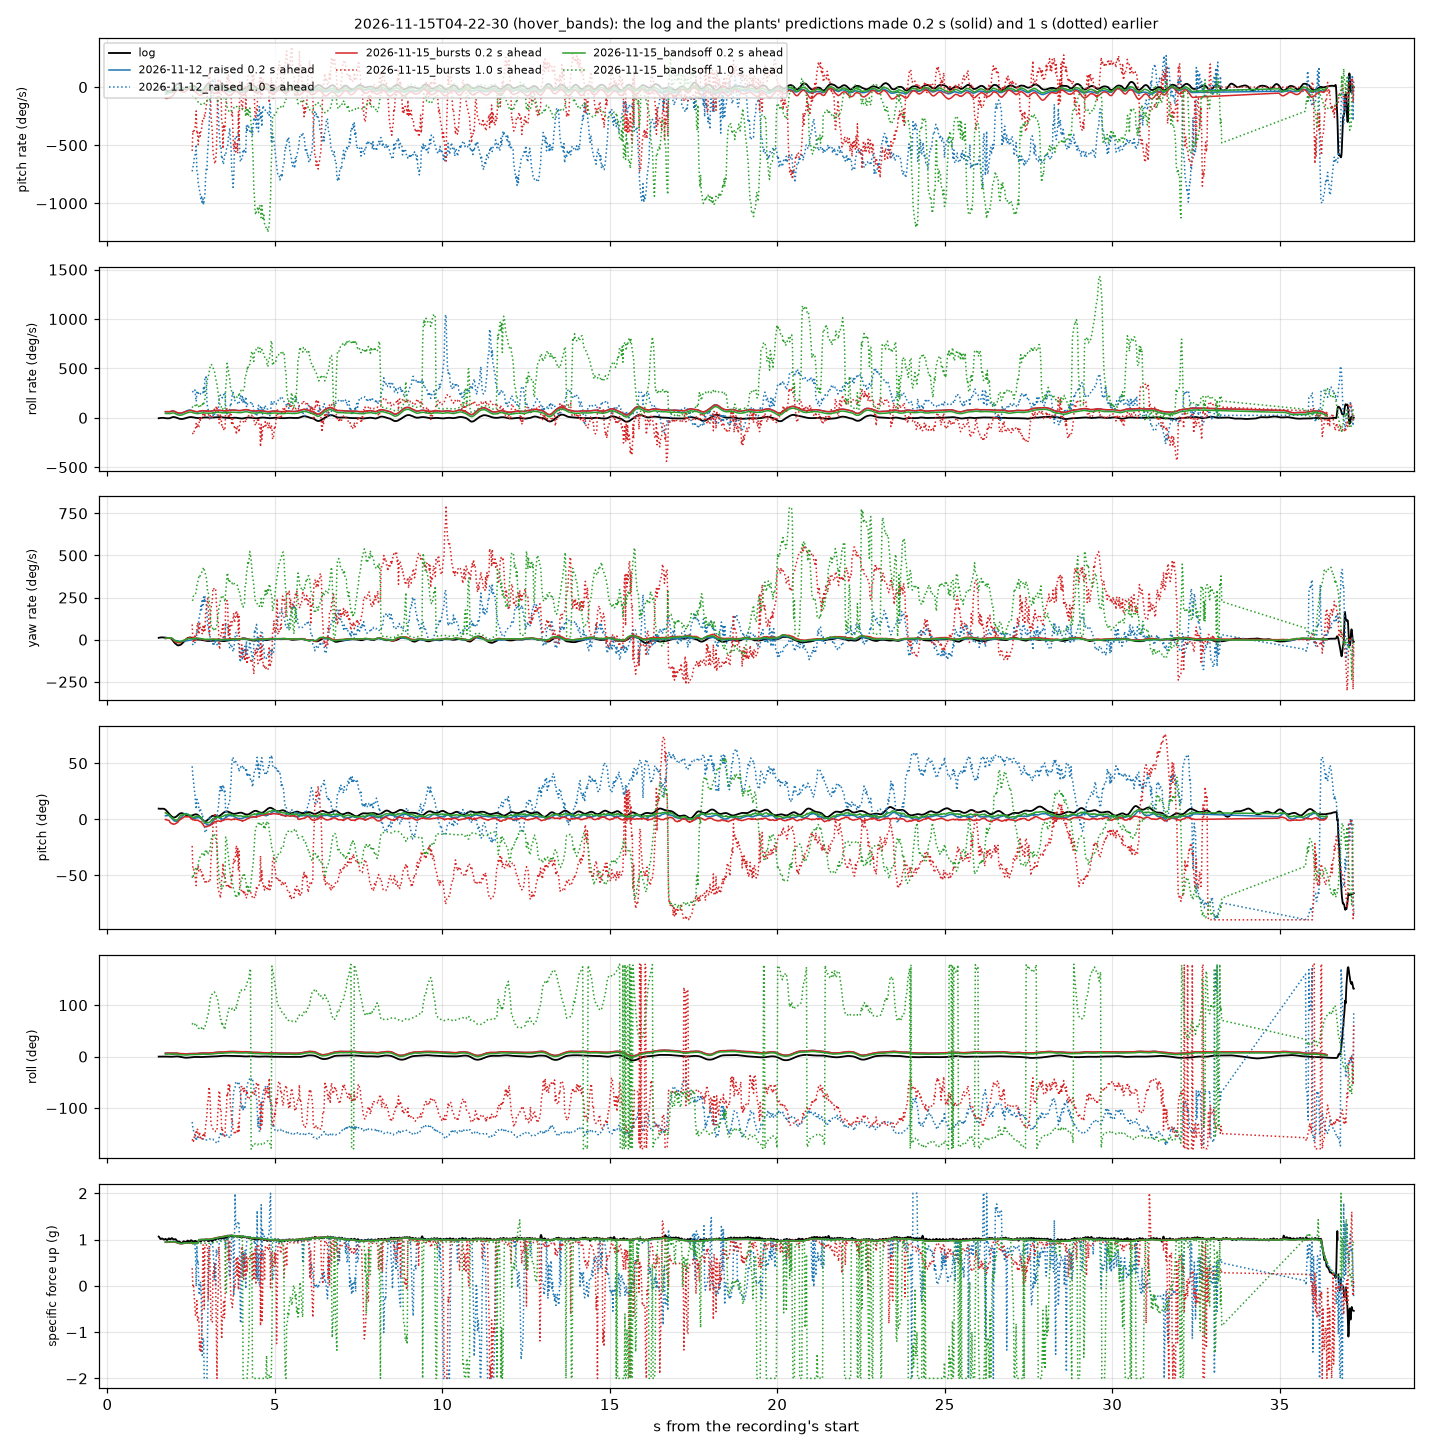 2026-11-15T04-22-30 (hover_bands): the log and the plants' predictions made 0.2 s (solid) and 1 s (dotted) earlier
log
2026-11-12_raised 0.2 s ahead
2026-11-12_raised 1.0 s ahead
2026-11-15_bursts 0.2 s ahead
2026-11-15_bursts 1.0 s ahead
2026-11-15_bandsoff 0.2 s ahead
2026-11-15_bandsoff 1.0 s ahead
pitch rate (deg/s)
0
−500
−1000
roll rate (deg/s)
1500
1000
500
0
−500
yaw rate (deg/s)
750
500
250
0
−250
pitch (deg)
50
0
−50
roll (deg)
100
0
−100
specific force up (g)
2
1
0
−1
−2
0 5 10 15 20 25 30 35
s from the recording's start